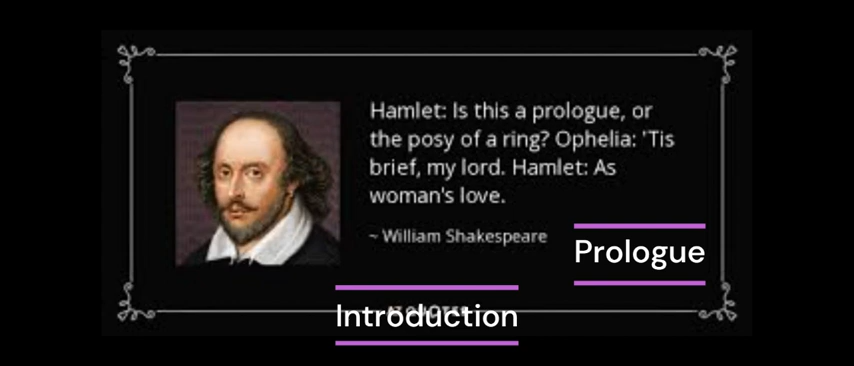 Hamlet: Is this a prologue, or
the posy of a ring? Ophelia: 'Tis
brief, my lord. Hamlet: As
woman's love.
~ William Shakespeare
Prologue
Introduction